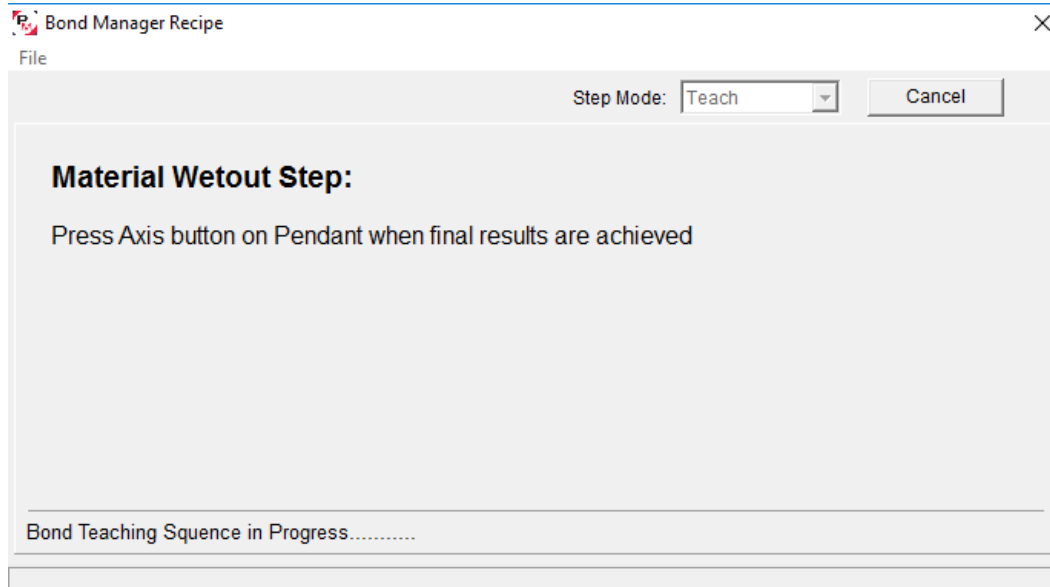 Bond Manager Recipe
File
Step Mode: Teach Cancel
Material Wetout Step:
Press Axis button on Pendant when final results are achieved
Bond Teaching Squence in Progress...........